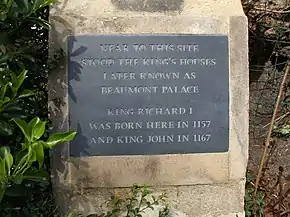 NEAR TO THIS SITE
STOOD THE KING'S HOUSES
LATER KNOWN AS
BEAUMONT PALACE
KING RICHARD I
WAS BORN HERE IN 1157
AND KING JOHN IN 1167